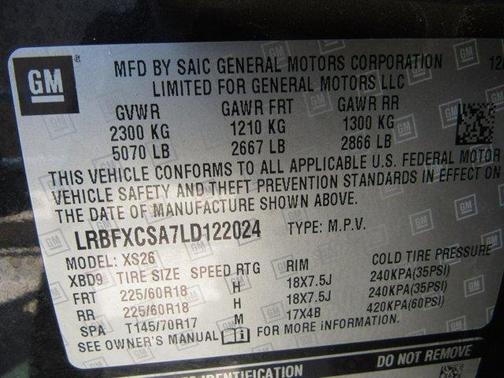 GM
MFD BY SAIC GENERAL MOTORS CORPORATION 12/
LIMITED FOR GENERAL MOTORS LLC
GVWR GAWR FRT GAWR RR
2300 KG 1210 KG 1300 KG
5070 LB 2667 LB 2866 LB
THIS VEHICLE CONFORMS TO ALL APPLICABLE U.S. FEDERAL MOTOR
VEHICLE SAFETY AND THEFT PREVENTION STANDARDS IN EFFECT ON
THE DATE OF MANUFACTURE SHOWN ABOVE.
LRBFXCSA7LD122024 TYPE: M.P.V.
MODEL: XS26
XBD9 TIRE SIZE SPEED RTG RIM COLD TIRE PRESSURE
FRT 225/60R18 H 18X7.5J 240KPA(35PSI)
RR 225/60R18 H 18X7.5J 240KPA(35PSI)
SPA T145/70R17 M 17X4B 420KPA(60PSI)
SEE OWNER'S MANUAL FOR MORE INFORMATION.
DO NOT REMOVE
IDENTIFICATION